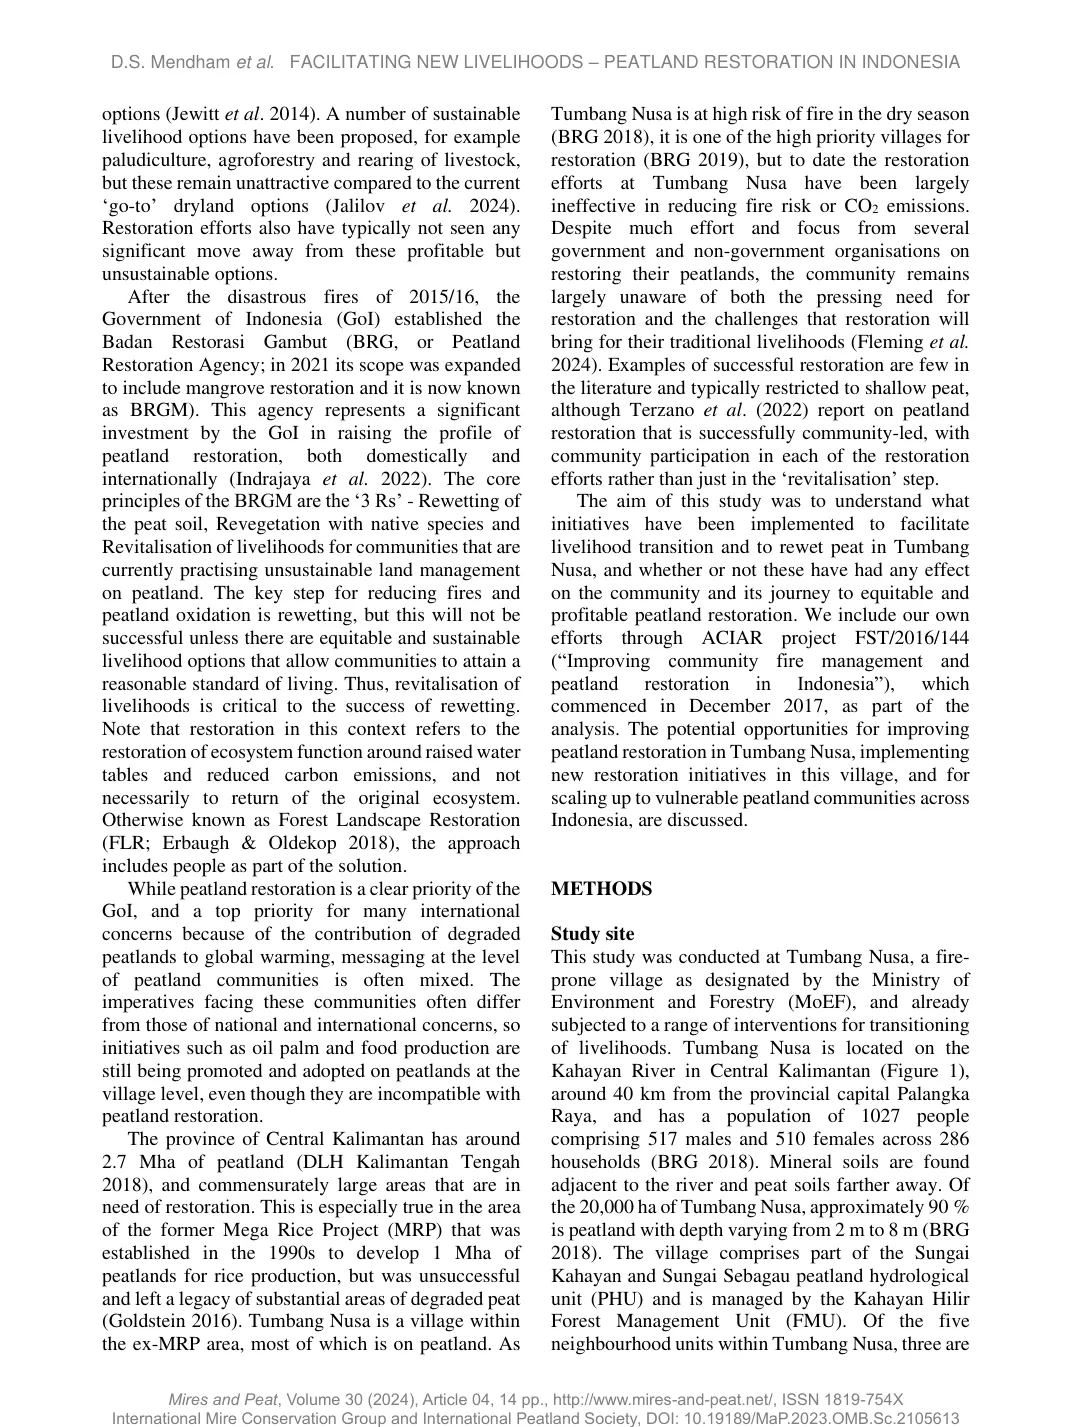 D.S. Mendham et al. FACILITATING NEW LIVELIHOODS – PEATLAND RESTORATION IN INDONESIA
options (Jewitt et al. 2014). A number of sustainable
livelihood options have been proposed, for example
paludiculture, agroforestry and rearing of livestock,
but these remain unattractive compared to the current
‘go-to’ dryland options (Jalilov et al. 2024).
Restoration efforts also have typically not seen any
significant move away from these profitable but
unsustainable options.
After the disastrous fires of 2015/16, the
Government of Indonesia (GoI) established the
Badan Restorasi Gambut (BRG, or Peatland
Restoration Agency; in 2021 its scope was expanded
to include mangrove restoration and it is now known
as BRGM). This agency represents a significant
investment by the GoI in raising the profile of
peatland restoration, both domestically and
internationally (Indrajaya et al. 2022). The core
principles of the BRGM are the ‘3 Rs’ - Rewetting of
the peat soil, Revegetation with native species and
Revitalisation of livelihoods for communities that are
currently practising unsustainable land management
on peatland. The key step for reducing fires and
peatland oxidation is rewetting, but this will not be
successful unless there are equitable and sustainable
livelihood options that allow communities to attain a
reasonable standard of living. Thus, revitalisation of
livelihoods is critical to the success of rewetting.
Note that restoration in this context refers to the
restoration of ecosystem function around raised water
tables and reduced carbon emissions, and not
necessarily to return of the original ecosystem.
Otherwise known as Forest Landscape Restoration
(FLR; Erbaugh & Oldekop 2018), the approach
includes people as part of the solution.
While peatland restoration is a clear priority of the
GoI, and a top priority for many international
concerns because of the contribution of degraded
peatlands to global warming, messaging at the level
of peatland communities is often mixed. The
imperatives facing these communities often differ
from those of national and international concerns, so
initiatives such as oil palm and food production are
still being promoted and adopted on peatlands at the
village level, even though they are incompatible with
peatland restoration.
The province of Central Kalimantan has around
2.7 Mha of peatland (DLH Kalimantan Tengah
2018), and commensurately large areas that are in
need of restoration. This is especially true in the area
of the former Mega Rice Project (MRP) that was
established in the 1990s to develop 1 Mha of
peatlands for rice production, but was unsuccessful
and left a legacy of substantial areas of degraded peat
(Goldstein 2016). Tumbang Nusa is a village within
the ex-MRP area, most of which is on peatland. As
Tumbang Nusa is at high risk of fire in the dry season
(BRG 2018), it is one of the high priority villages for
restoration (BRG 2019), but to date the restoration
efforts at Tumbang Nusa have been largely
ineffective in reducing fire risk or CO₂ emissions.
Despite much effort and focus from several
government and non-government organisations on
restoring their peatlands, the community remains
largely unaware of both the pressing need for
restoration and the challenges that restoration will
bring for their traditional livelihoods (Fleming et al.
2024). Examples of successful restoration are few in
the literature and typically restricted to shallow peat,
although Terzano et al. (2022) report on peatland
restoration that is successfully community-led, with
community participation in each of the restoration
efforts rather than just in the ‘revitalisation’ step.
The aim of this study was to understand what
initiatives have been implemented to facilitate
livelihood transition and to rewet peat in Tumbang
Nusa, and whether or not these have had any effect
on the community and its journey to equitable and
profitable peatland restoration. We include our own
efforts through ACIAR project FST/2016/144
(“Improving community fire management and
peatland restoration in Indonesia”), which
commenced in December 2017, as part of the
analysis. The potential opportunities for improving
peatland restoration in Tumbang Nusa, implementing
new restoration initiatives in this village, and for
scaling up to vulnerable peatland communities across
Indonesia, are discussed.
METHODS
Study site
This study was conducted at Tumbang Nusa, a fire-
prone village as designated by the Ministry of
Environment and Forestry (MoEF), and already
subjected to a range of interventions for transitioning
of livelihoods. Tumbang Nusa is located on the
Kahayan River in Central Kalimantan (Figure 1),
around 40 km from the provincial capital Palangka
Raya, and has a population of 1027 people
comprising 517 males and 510 females across 286
households (BRG 2018). Mineral soils are found
adjacent to the river and peat soils farther away. Of
the 20,000 ha of Tumbang Nusa, approximately 90 %
is peatland with depth varying from 2 m to 8 m (BRG
2018). The village comprises part of the Sungai
Kahayan and Sungai Sebagau peatland hydrological
unit (PHU) and is managed by the Kahayan Hilir
Forest Management Unit (FMU). Of the five
neighbourhood units within Tumbang Nusa, three are
Mires and Peat, Volume 30 (2024), Article 04, 14 pp., http://www.mires-and-peat.net/, ISSN 1819-754X
International Mire Conservation Group and International Peatland Society, DOI: 10.19189/MaP.2023.OMB.Sc.2105613